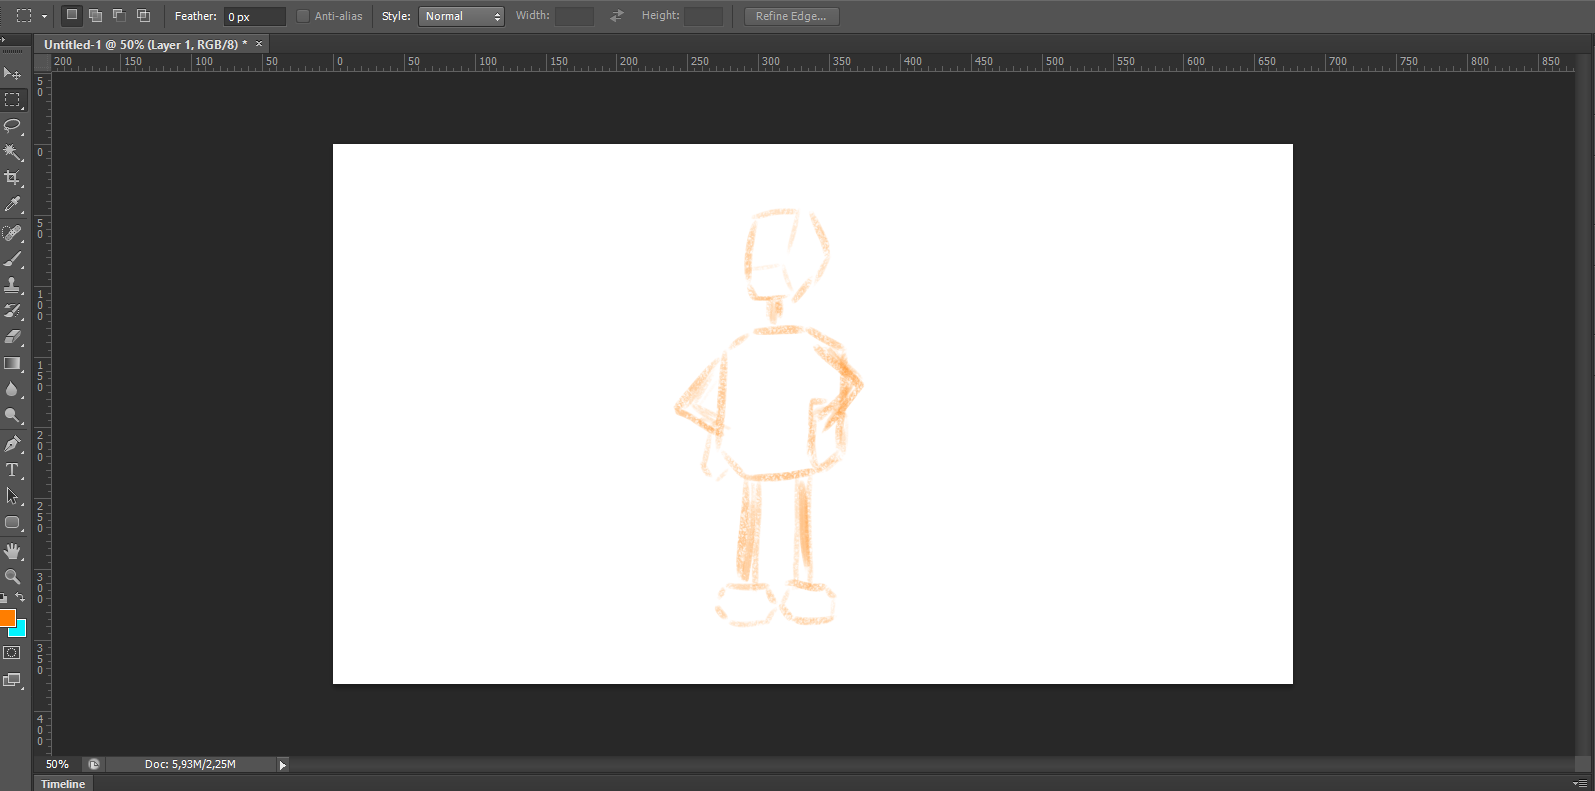 Feather: 0 px Anti-alias Style: Normal Width: Height: Refine Edge...
Untitled-1 @ 50% (Layer 1, RGB/8) * ×
200 150 100 50 0 50 100 150 200 250 300 350 400 450 500 550 600 650 700 750 800 850
50
0
50
100
150
200
250
300
350
400
T
50% Doc: 5,93M/2,25M
Timeline